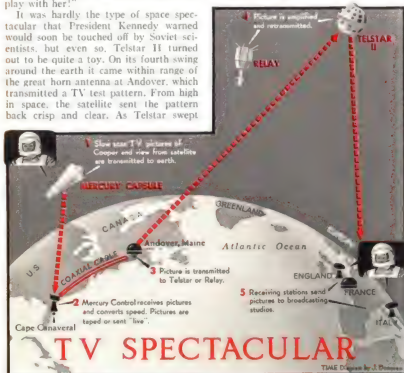 play with her!"
It was hardly the type of space spec-
tacular that President Kennedy warned
would soon be touched off by Soviet sci-
entists, but even so, Telstar II turned
out to be quite a toy. On its fourth swing
around the earth it came within range of
the great horn antenna at Andover, which
transmitted a TV test pattern. From high
in space, the satellite sent the pattern
back crisp and clear. As Telstar swept
4 Picture is amplified
and retransmitted.
TELSTAR
II
RELAY
1 Slow scan TV pictures of
Cooper and view from satellite
are transmitted to earth.
MERCURY CAPSULE
CANADA
GREENLAND
U S
COAXIAL CABLE
Andover, Maine
Atlantic Ocean
3 Picture is transmitted
to Telstar or Relay.
2 Mercury Control receives pictures
and converts speed. Pictures are
taped or sent "live".
Cape Canaveral
ENGLAND
FRANCE
ITALY
5 Receiving stations send
pictures to broadcasting
studios.
TV SPECTACULAR
TIME Diagram by J. Donovan